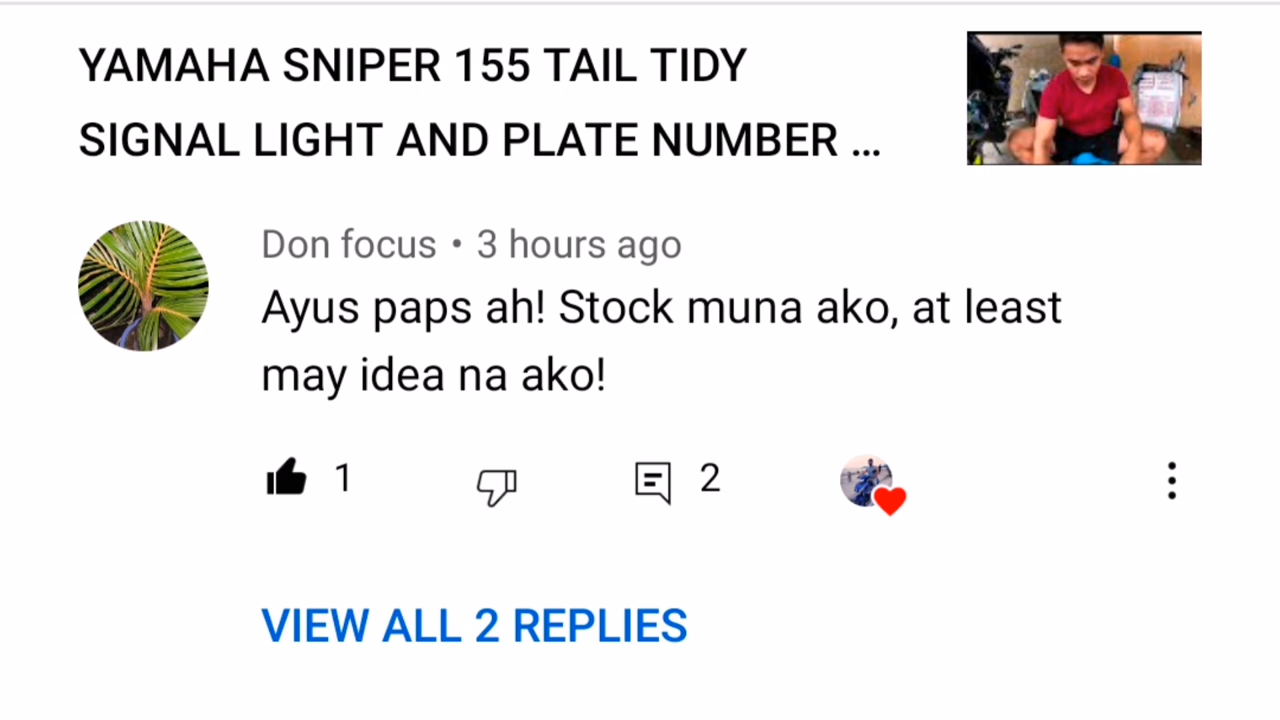 YAMAHA SNIPER 155 TAIL TIDY
SIGNAL LIGHT AND PLATE NUMBER ...
Don focus • 3 hours ago
Ayus paps ah! Stock muna ako, at least
may idea na ako!
1
2
VIEW ALL 2 REPLIES